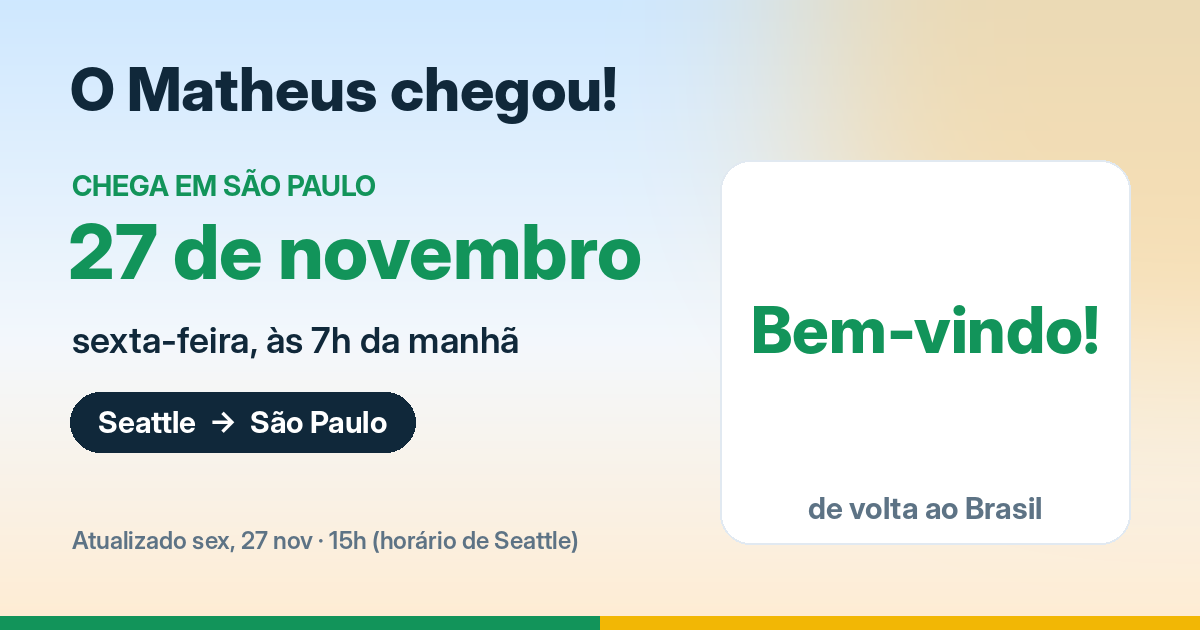 O Matheus chegou!
CHEGA EM SÃO PAULO
27 de novembro
sexta-feira, às 7h da manhã
Seattle → São Paulo
Atualizado sex, 27 nov · 15h (horário de Seattle)
Bem-vindo!
de volta ao Brasil